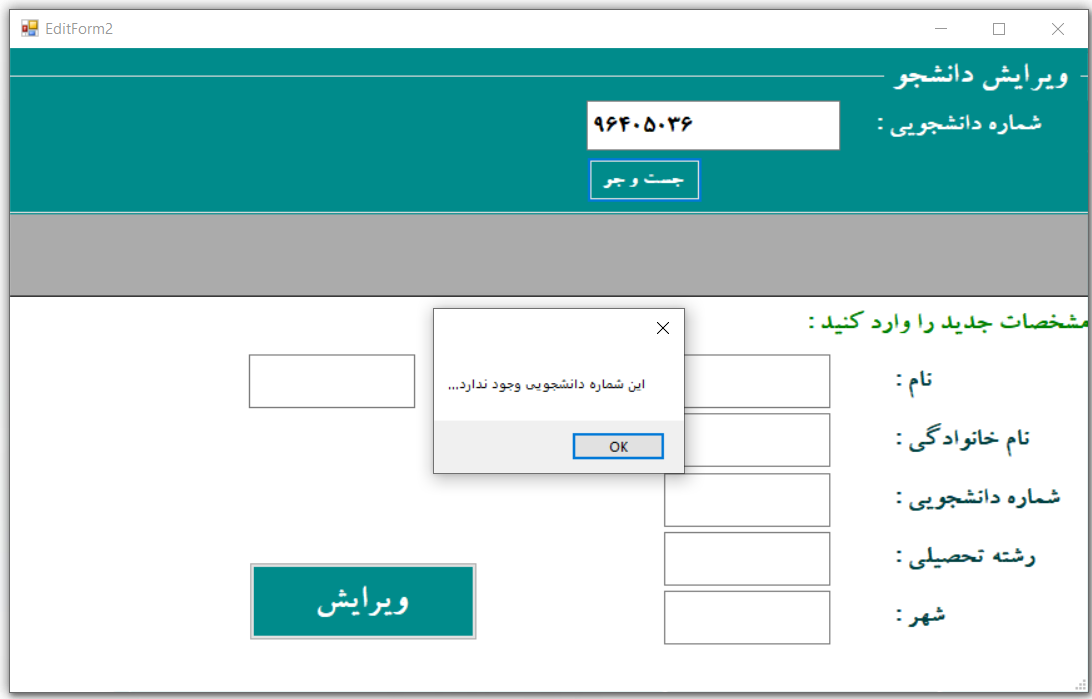 EditForm2
ویرایش دانشجو
شماره دانشجویی :
۹۶۴۰۵۰۳۶
جست و جو
مشخصات جدید را وارد کنید :
این شماره دانشجویی وجود ندارد...
OK
نام :
نام خانوادگی :
شماره دانشجویی :
رشته تحصیلی :
شهر :
ویرایش